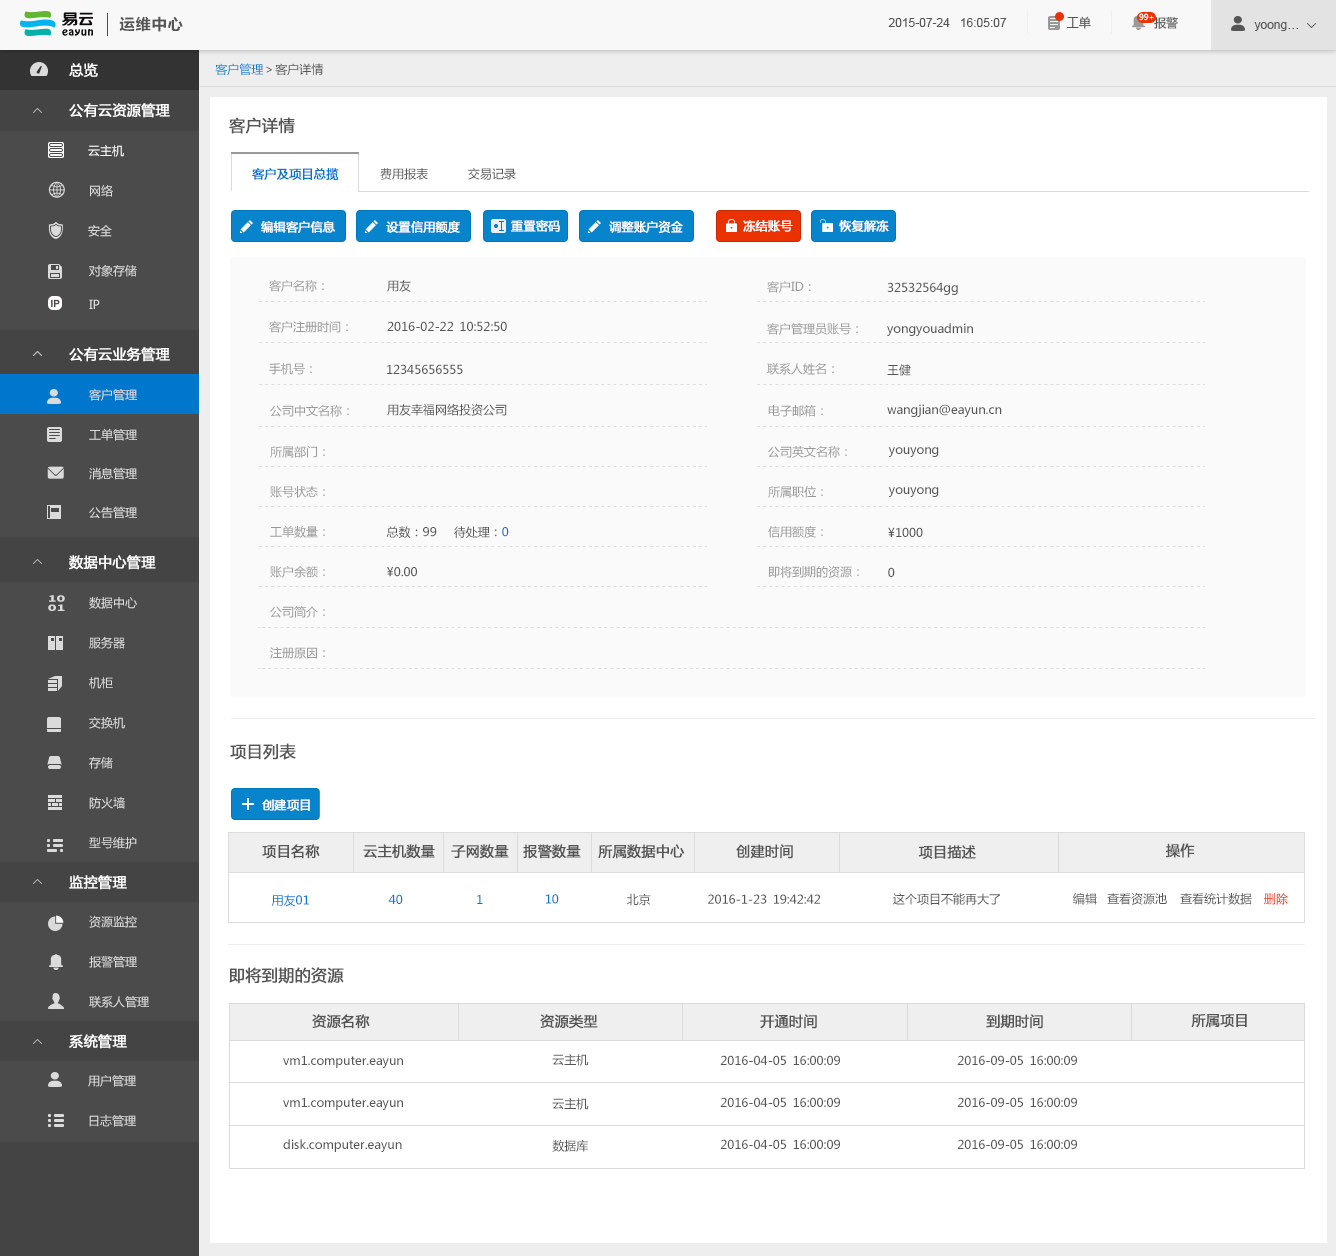 易云 eayun 运维中心
2015-07-24 16:05:07 工单 99+ 报警 yoong...
总览
公有云资源管理
云主机
网络
安全
对象存储
IP IP
公有云业务管理
客户管理
工单管理
消息管理
公告管理
数据中心管理
10 01 数据中心
服务器
机柜
交换机
存储
防火墙
型号维护
监控管理
资源监控
报警管理
联系人管理
系统管理
用户管理
日志管理
客户管理 > 客户详情
客户详情
客户及项目总揽 费用报表 交易记录
编辑客户信息 设置信用额度 重置密码 调整账户资金 冻结账号 恢复解冻
客户名称： 用友 客户ID： 32532564gg
客户注册时间： 2016-02-22 10:52:50 客户管理员账号： yongyouadmin
手机号： 12345656555 联系人姓名： 王健
公司中文名称： 用友幸福网络投资公司 电子邮箱： wangjian@eayun.cn
所属部门： 公司英文名称： youyong
账号状态： 所属职位： youyong
工单数量： 总数：99 待处理：0 信用额度： ¥1000
账户余额： ¥0.00 即将到期的资源： 0
公司简介：
注册原因：
项目列表
创建项目
项目名称 云主机数量 子网数量 报警数量 所属数据中心 创建时间 项目描述 操作
用友01 40 1 10 北京 2016-1-23 19:42:42 这个项目不能再大了 编辑 查看资源池 查看统计数据 删除
即将到期的资源
资源名称 资源类型 开通时间 到期时间 所属项目
vm1.computer.eayun 云主机 2016-04-05 16:00:09 2016-09-05 16:00:09
vm1.computer.eayun 云主机 2016-04-05 16:00:09 2016-09-05 16:00:09
disk.computer.eayun 数据库 2016-04-05 16:00:09 2016-09-05 16:00:09